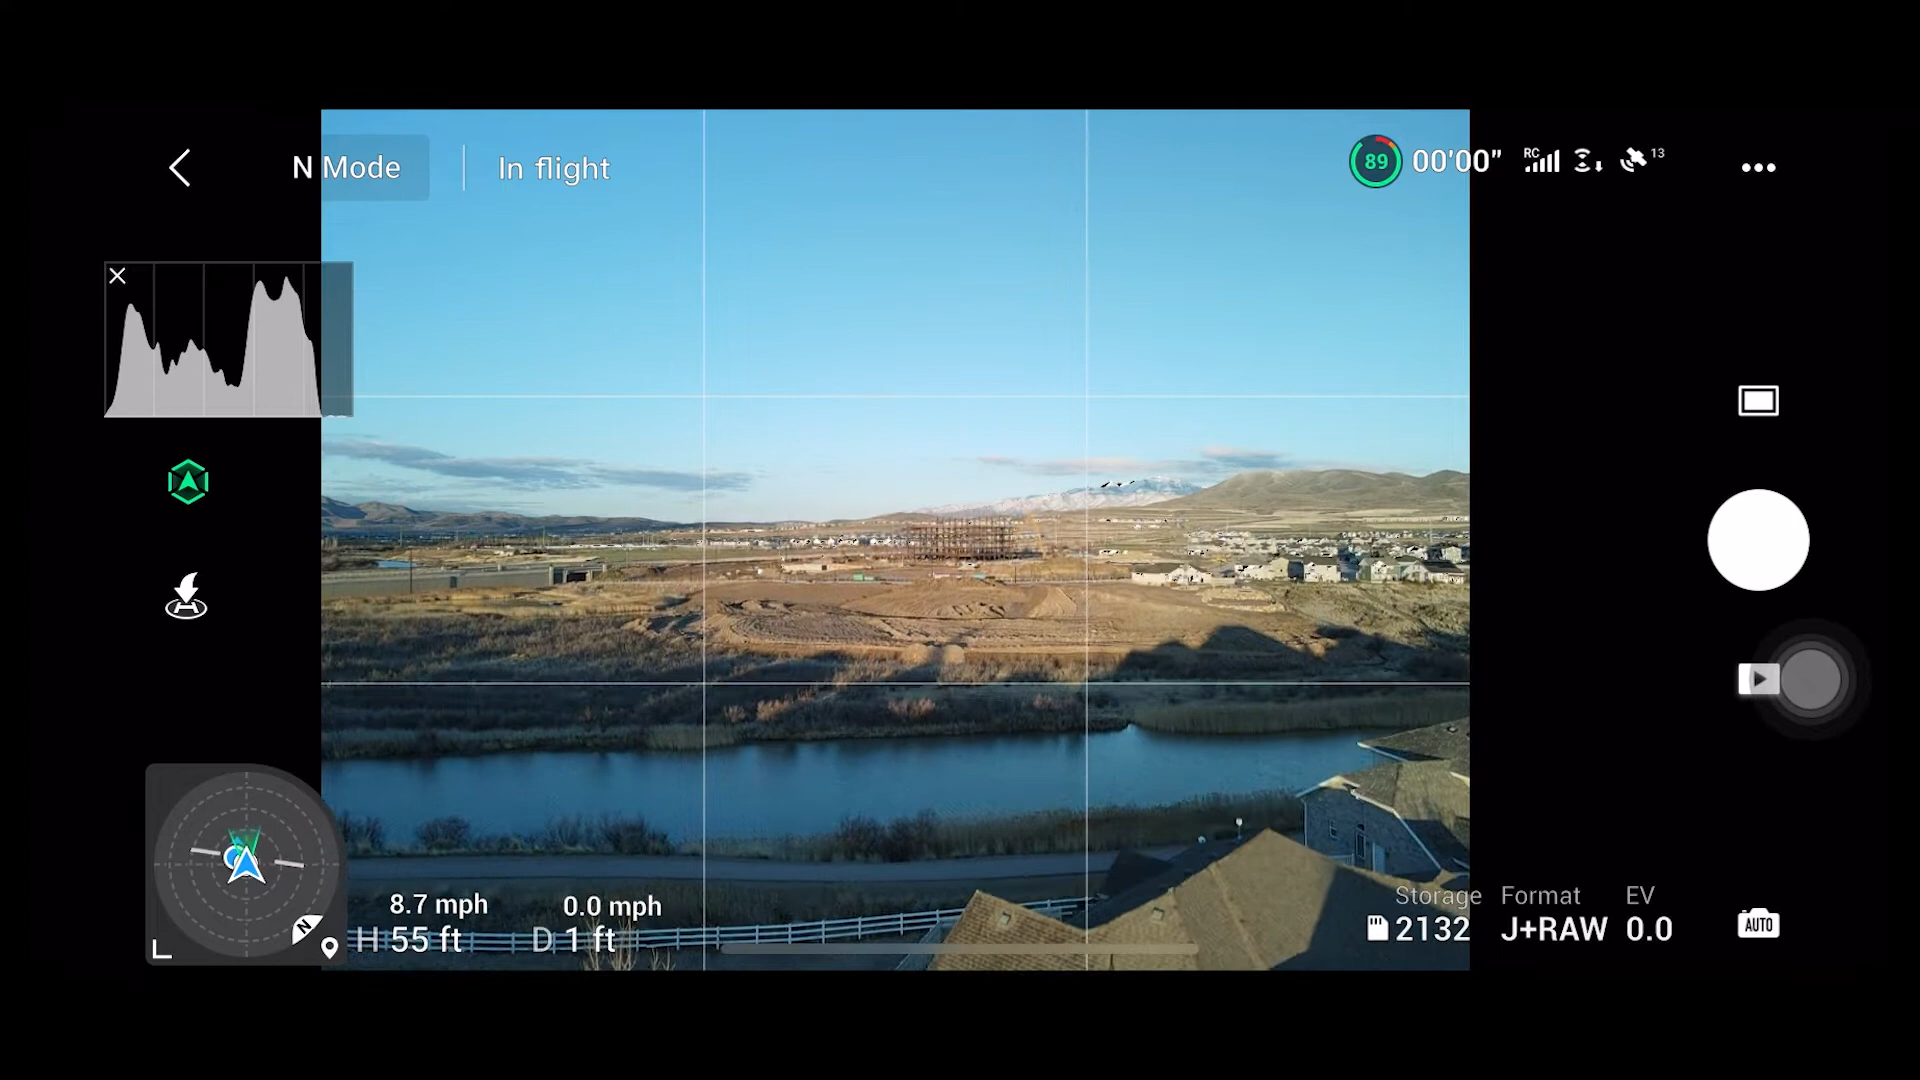 N Mode
In flight
89
00'00"
RC
13
N
L
8.7 mph
0.0 mph
H 55 ft
D 1 ft
Storage
Format
EV
2132
J+RAW
0.0
AUTO